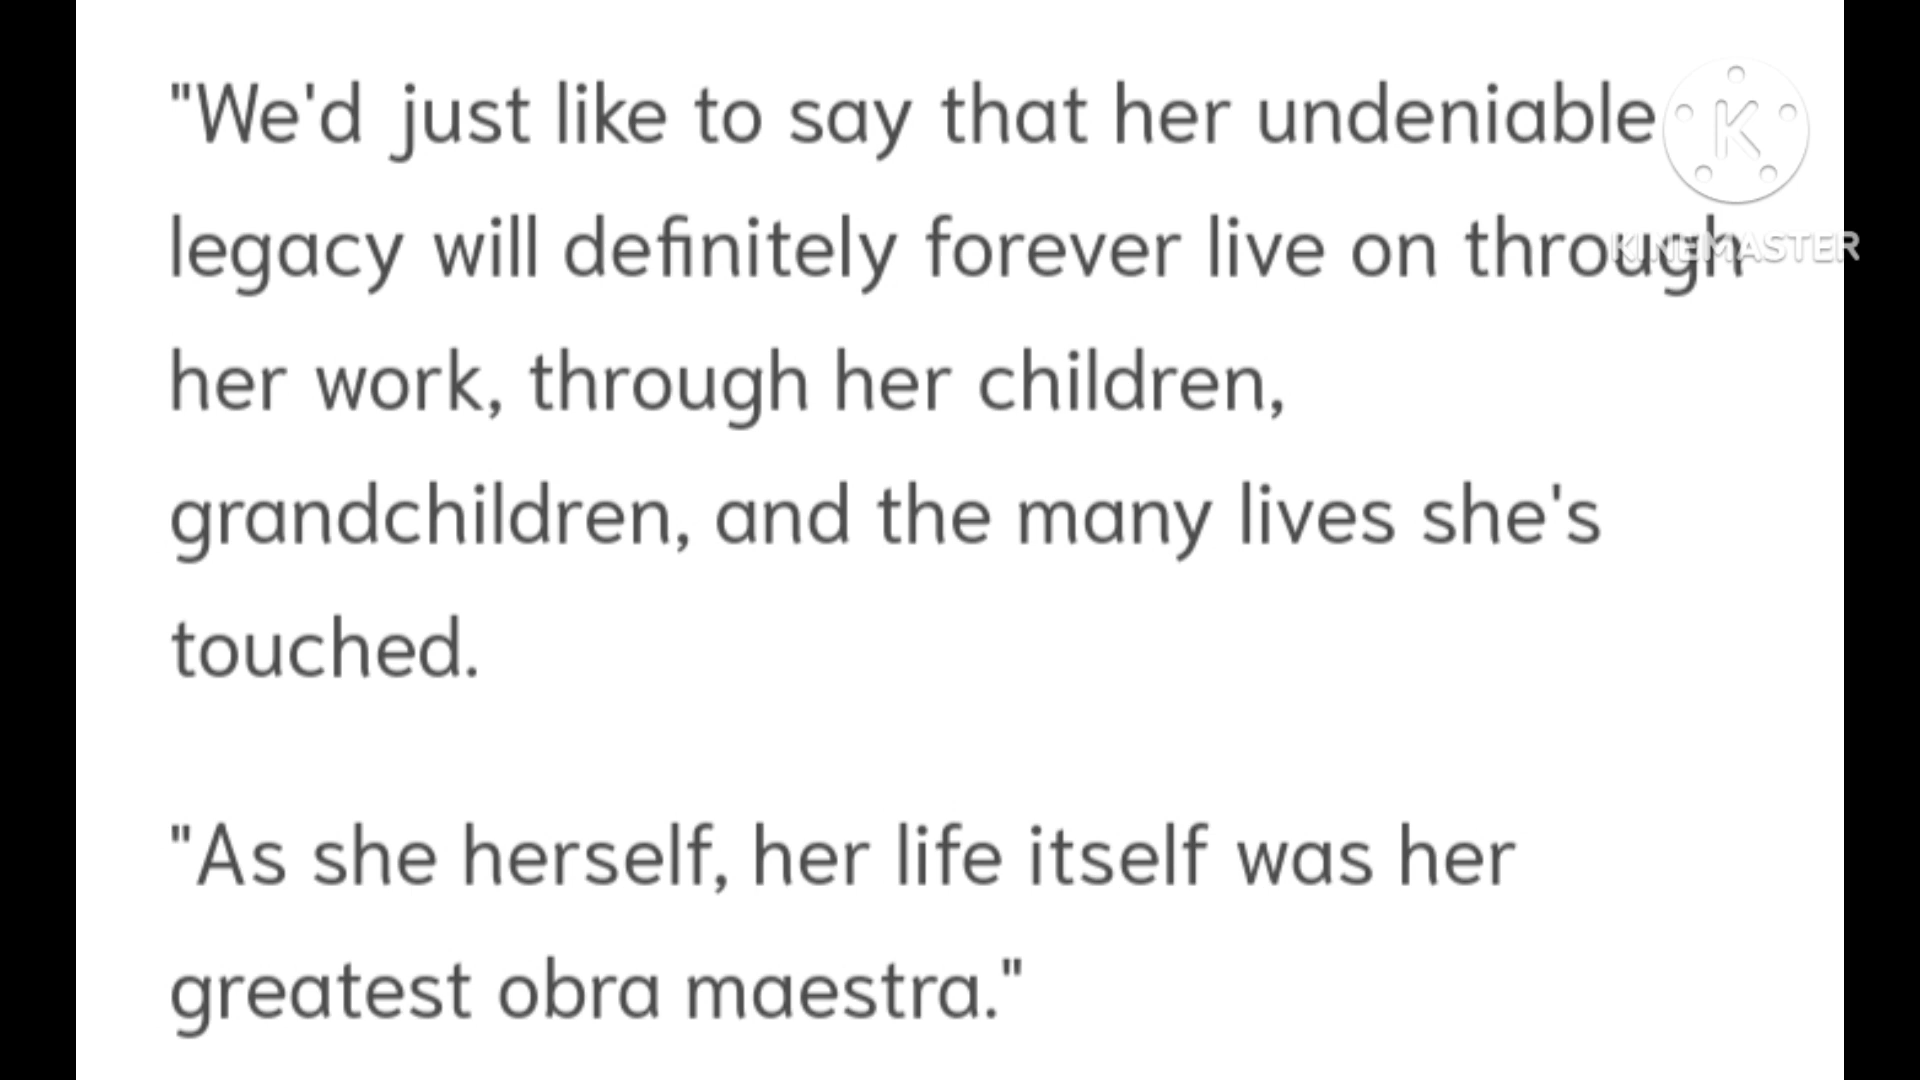 "We'd just like to say that her undeniable
legacy will definitely forever live on through
her work, through her children,
grandchildren, and the many lives she's
touched.
"As she herself, her life itself was her
greatest obra maestra."
K
KINEMASTER